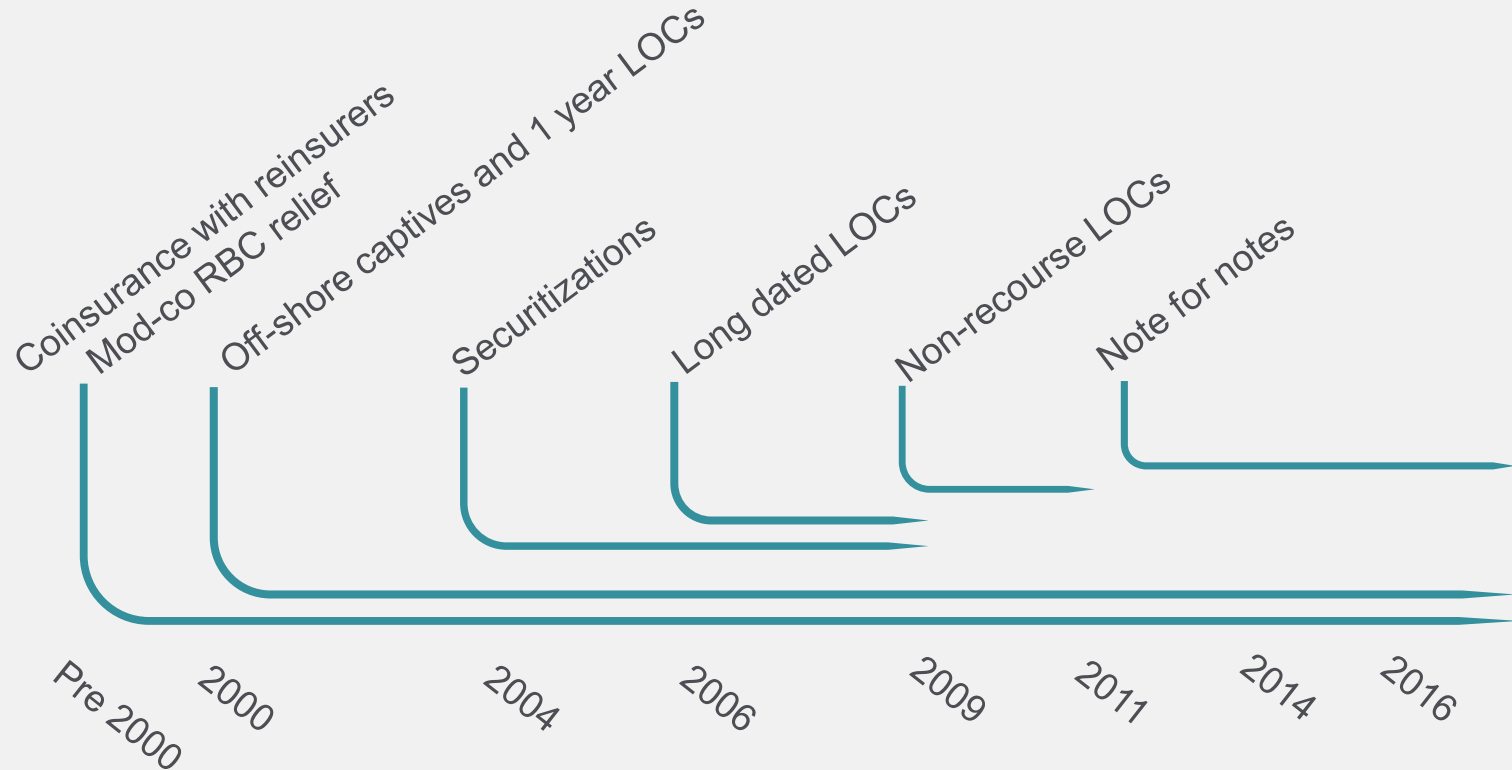 Coinsurance with reinsurers
Mod-co RBC relief
Off-shore captives and 1 year LOCs
Securitizations
Long dated LOCs
Non-recourse LOCs
Note for notes
Pre 2000
2000
2004
2006
2009
2011
2014
2016